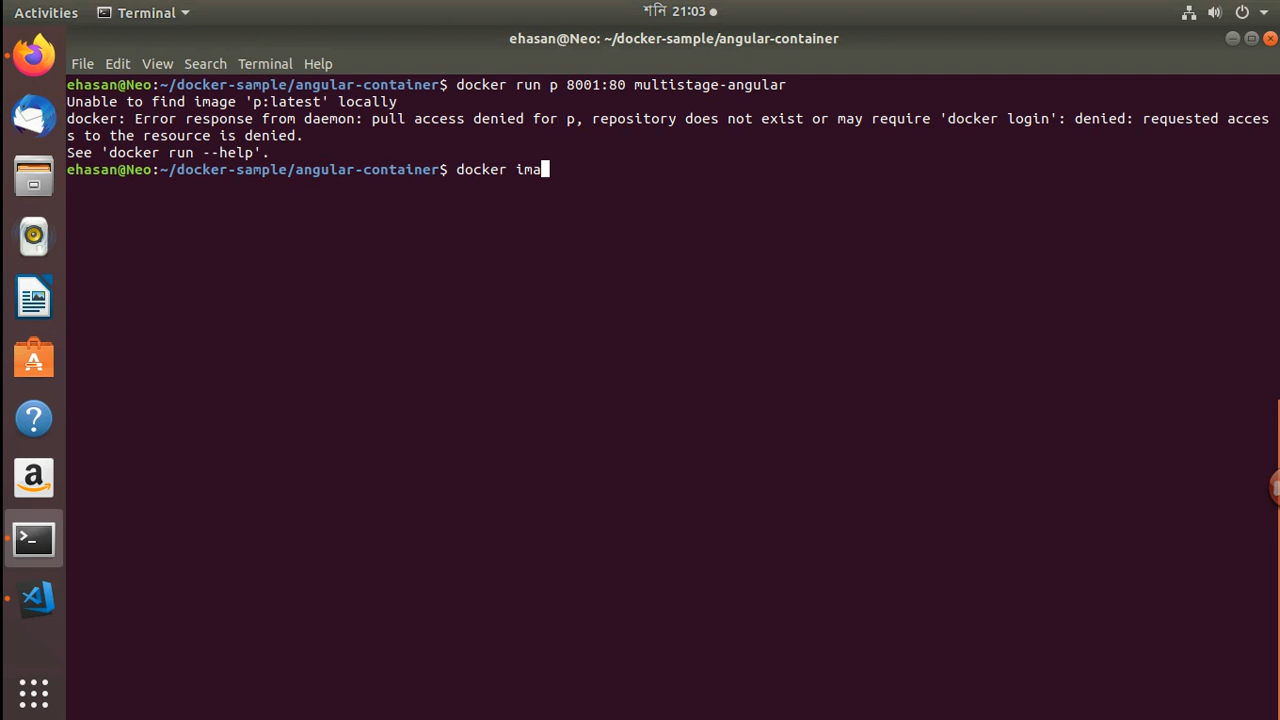 Activities
Terminal
শনি 21:03
ehasan@Neo: ~/docker-sample/angular-container
File Edit View Search Terminal Help
ehasan@Neo:~/docker-sample/angular-container$ docker run p 8001:80 multistage-angular
Unable to find image 'p:latest' locally
docker: Error response from daemon: pull access denied for p, repository does not exist or may require 'docker login': denied: requested acces
s to the resource is denied.
See 'docker run --help'.
ehasan@Neo:~/docker-sample/angular-container$ docker ima